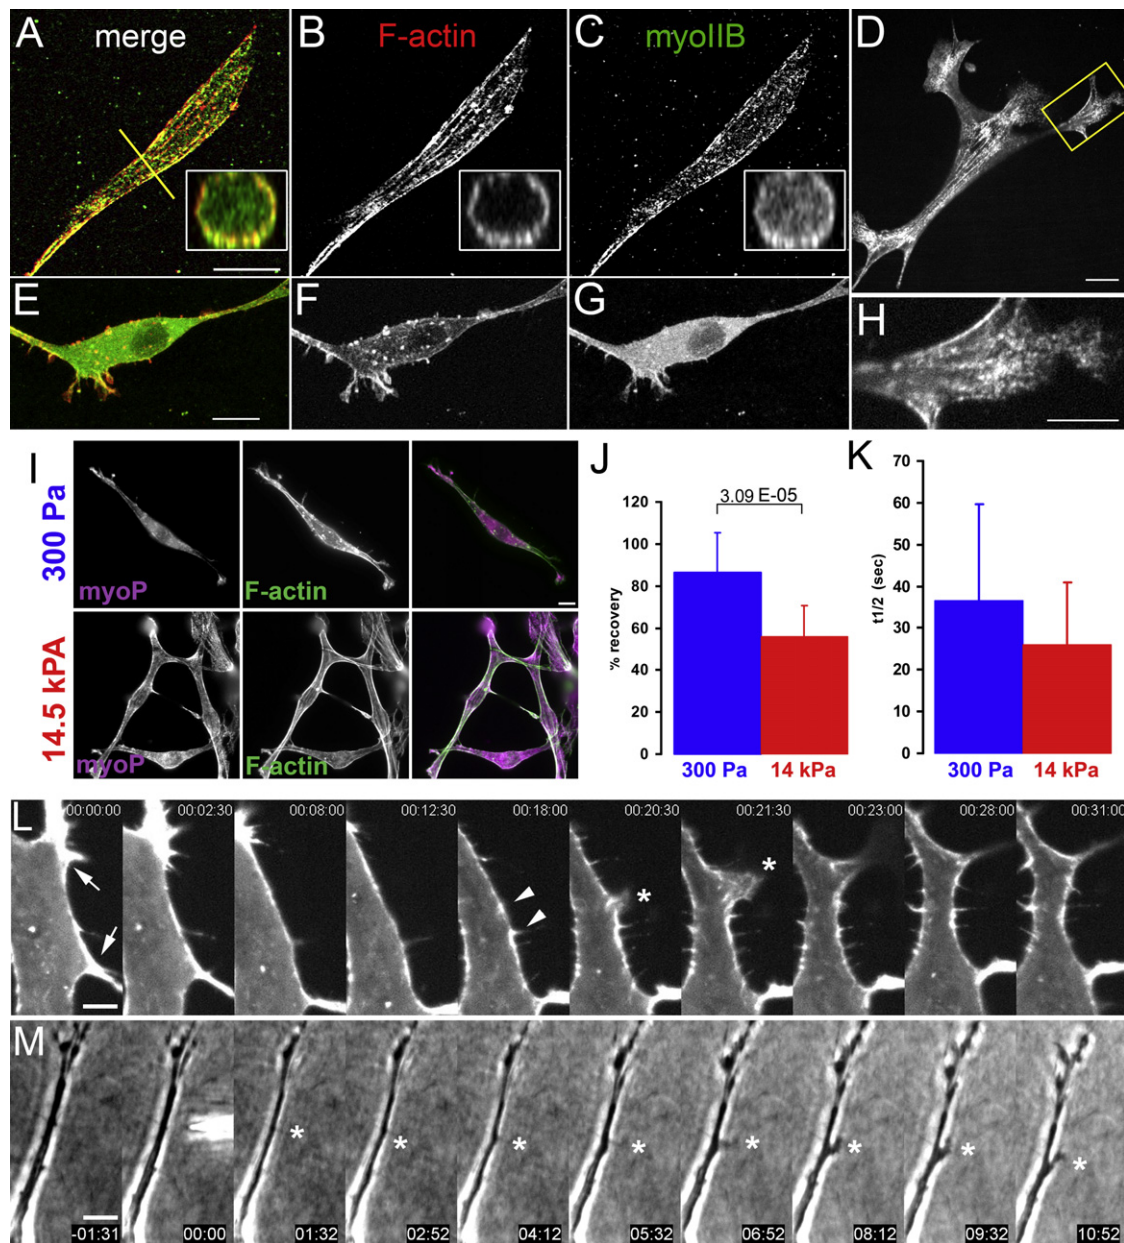 A merge
B F-actin
C myoIIB
D
E
F
G
H
I
300 Pa
myoP
F-actin
14.5 kPA
myoP
F-actin
J
% recovery
120
100
80
60
40
20
0
3.09 E-05
300 Pa 14 kPa
K
t1/2 (sec)
70
60
50
40
30
20
10
0
300 Pa 14 kPa
L 00:00:00 00:02:30 00:08:00 00:12:30 00:18:00 00:20:30 00:21:30 00:23:00 00:28:00 00:31:00
*
*
M
* * * * * * * * *
-01:31 00:00 01:32 02:52 04:12 05:32 06:52 08:12 09:32 10:52